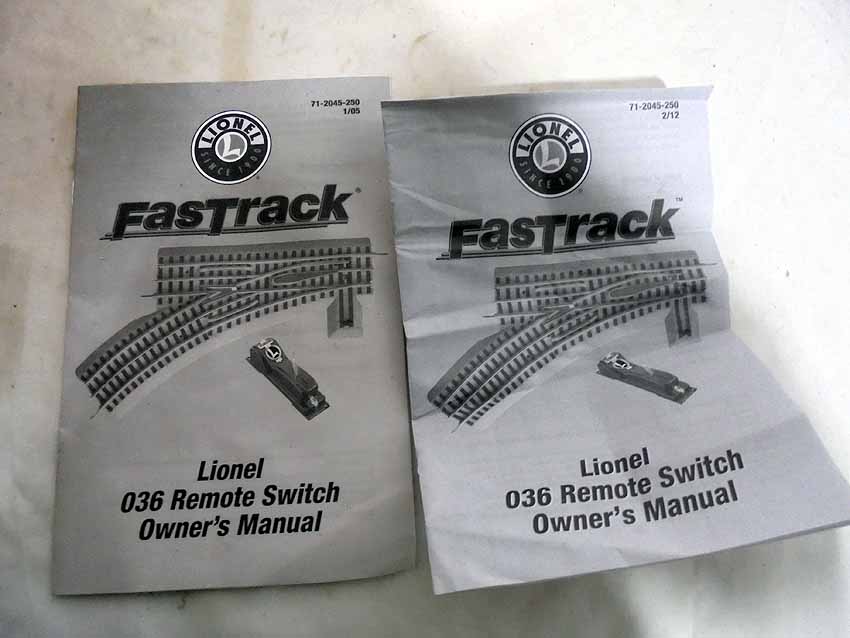 71-2045-250
1/05
LIONEL
SINCE 1900
L
FasTrack®
Lionel
036 Remote Switch
Owner's Manual
71-2045-250
2/12
LIONEL
SINCE 1900
L
®
FasTrack™
Lionel
036 Remote Switch
Owner's Manual